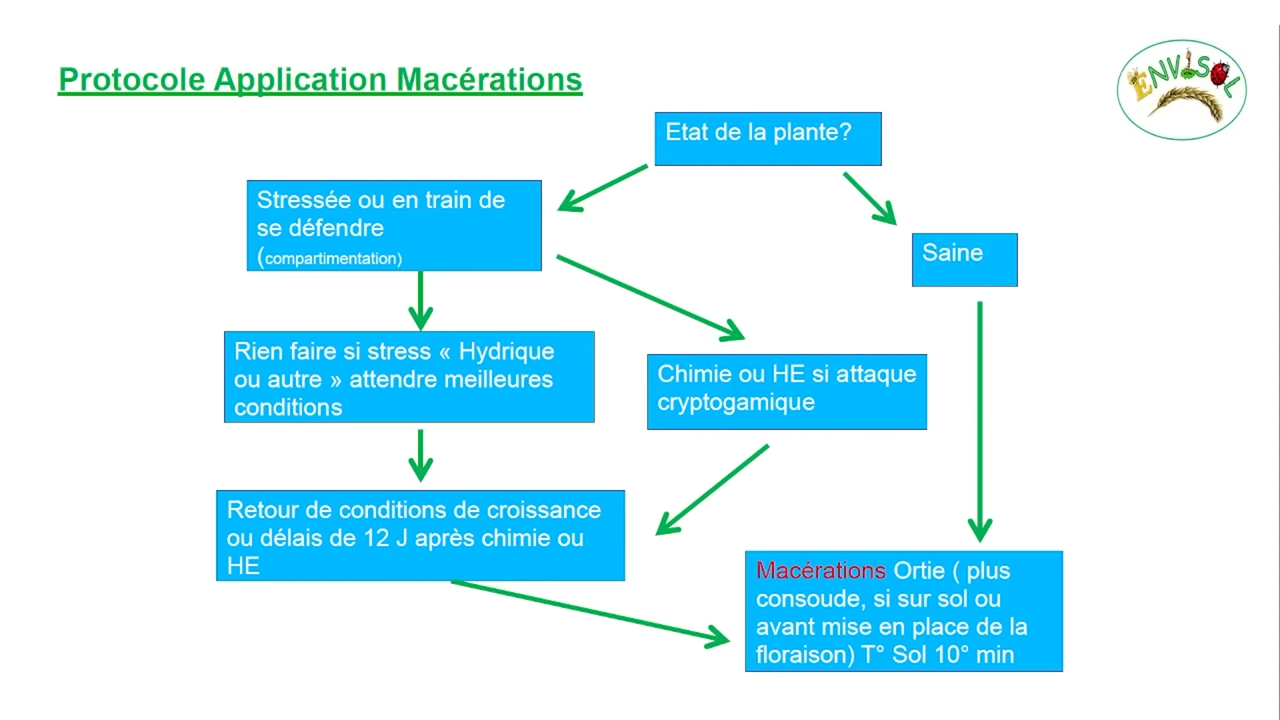 Protocole Application Macérations
ENVISOL
Etat de la plante?
Stressée ou en train de
se défendre
(compartimentation)
Saine
Rien faire si stress « Hydrique
ou autre » attendre meilleures
conditions
Chimie ou HE si attaque
cryptogamique
Retour de conditions de croissance
ou délais de 12 J après chimie ou
HE
Macérations Ortie ( plus
consoude, si sur sol ou
avant mise en place de la
floraison) T° Sol 10° min